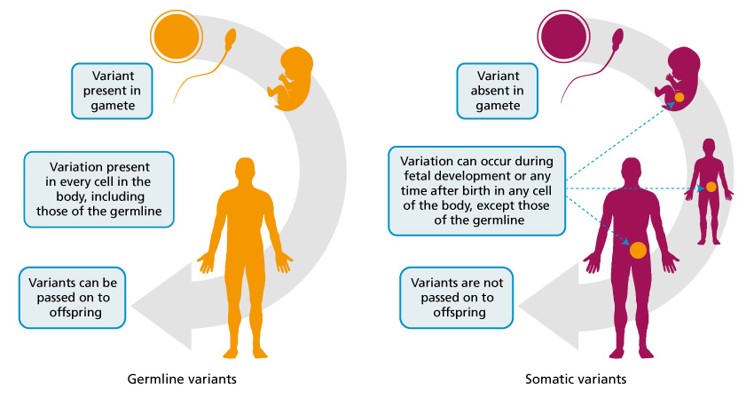 Variant
present in
gamete
Variation present
in every cell in the
body, including
those of the germline
Variants can be
passed on to
offspring
Germline variants
Variant
absent in
gamete
Variation can occur during
fetal development or any
time after birth in any cell
of the body, except those
of the germline
Variants are not
passed on to
offspring
Somatic variants